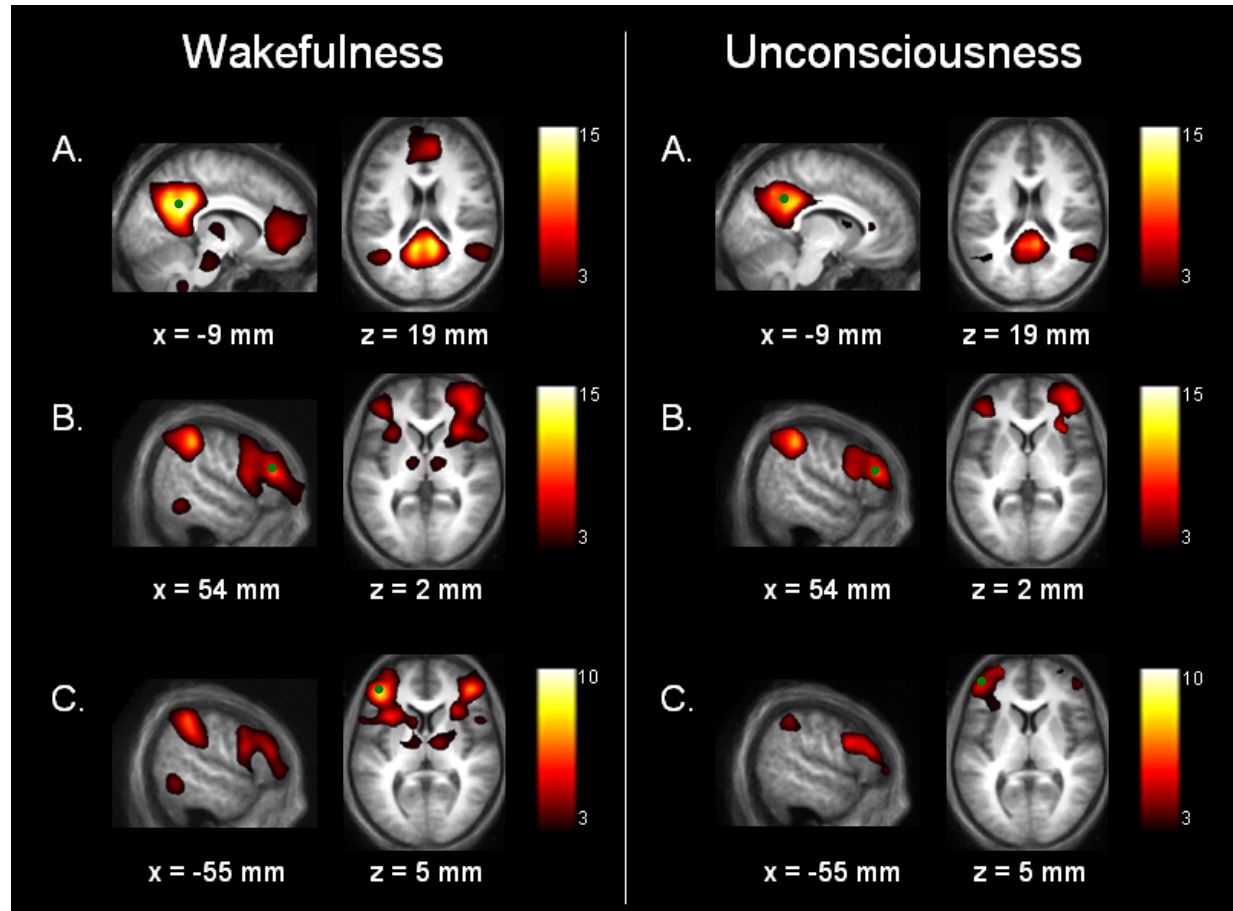 Wakefulness
Unconsciousness
A.
15
3
x = -9 mm
z = 19 mm
A.
15
3
x = -9 mm
z = 19 mm
B.
15
3
x = 54 mm
z = 2 mm
B.
15
3
x = 54 mm
z = 2 mm
C.
10
3
x = -55 mm
z = 5 mm
C.
10
3
x = -55 mm
z = 5 mm